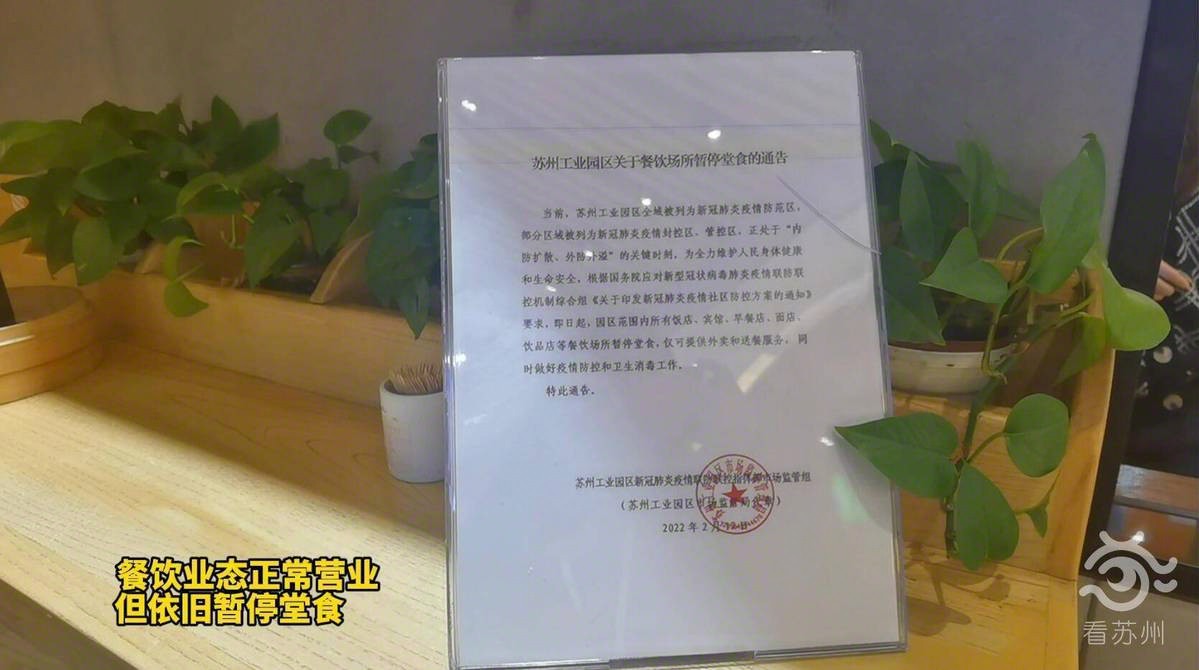 苏州工业园区关于餐饮场所暂停堂食的通告
当前，苏州工业园区全域被列为新冠肺炎疫情防范区，
部分区域被列为新冠肺炎疫情封控区、管控区，正处于“内
防扩散、外防外溢”的关键时刻，为全力维护人民身体健康
和生命安全，根据国务院应对新型冠状病毒肺炎疫情联防联
控机制综合组《关于印发新冠肺炎疫情社区防控方案的通知》
要求，即日起，园区范围内所有饭店、宾馆、早餐店、面店、
饮品店等餐饮场所暂停堂食，仅可提供外卖和送餐服务， 同
时做好疫情防控和卫生消毒工作。
特此通告。
苏州工业园区新冠肺炎疫情联防联控指挥部市场监管组
（苏州工业园区市场监管局代章）
2022年2月
餐饮业态正常营业
但依旧暂停堂食
看苏州